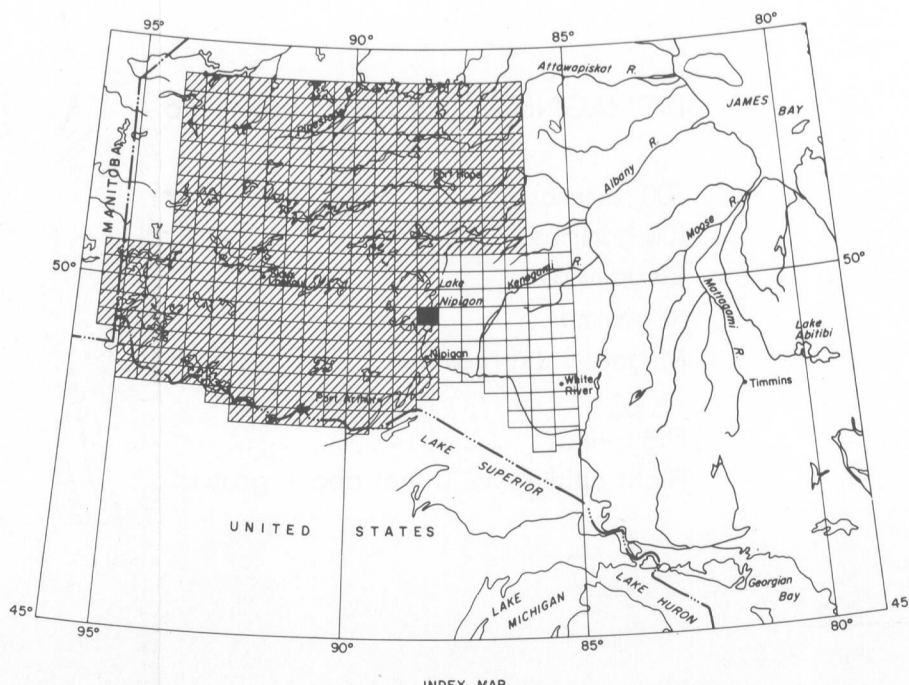 95°
90°
85°
80°
Attawapiskat R.
JAMES BAY
MANITOBA
Albany R.
Fort Hope
Moose R.
50°
50°
Kenogami R.
Lake
Nipigon
Mattagami R.
Lake
Abitibi
Nipigon
White
River
Timmins
Port Arthur
LAKE SUPERIOR
UNITED STATES
Georgian
Bay
LAKE
MICHIGAN
LAKE HURON
45°
45
95°
90°
85°
80°
INDEX MAP